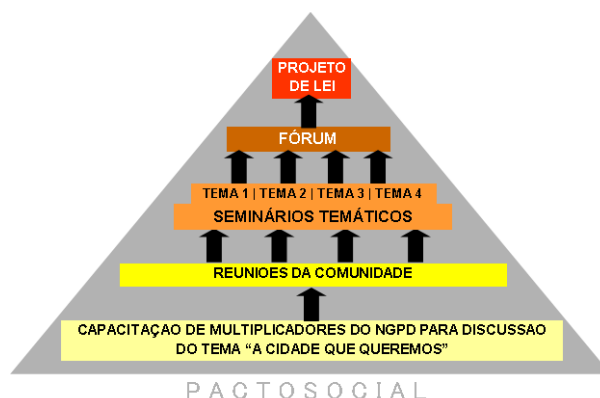 PROJETO
DE LEI
FÓRUM
TEMA 1 | TEMA 2 | TEMA 3 | TEMA 4
SEMINÁRIOS TEMÁTICOS
REUNIOES DA COMUNIDADE
CAPACITAÇAO DE MULTIPLICADORES DO NGPD PARA DISCUSSAO
DO TEMA “A CIDADE QUE QUEREMOS”
PACTOSOCIAL